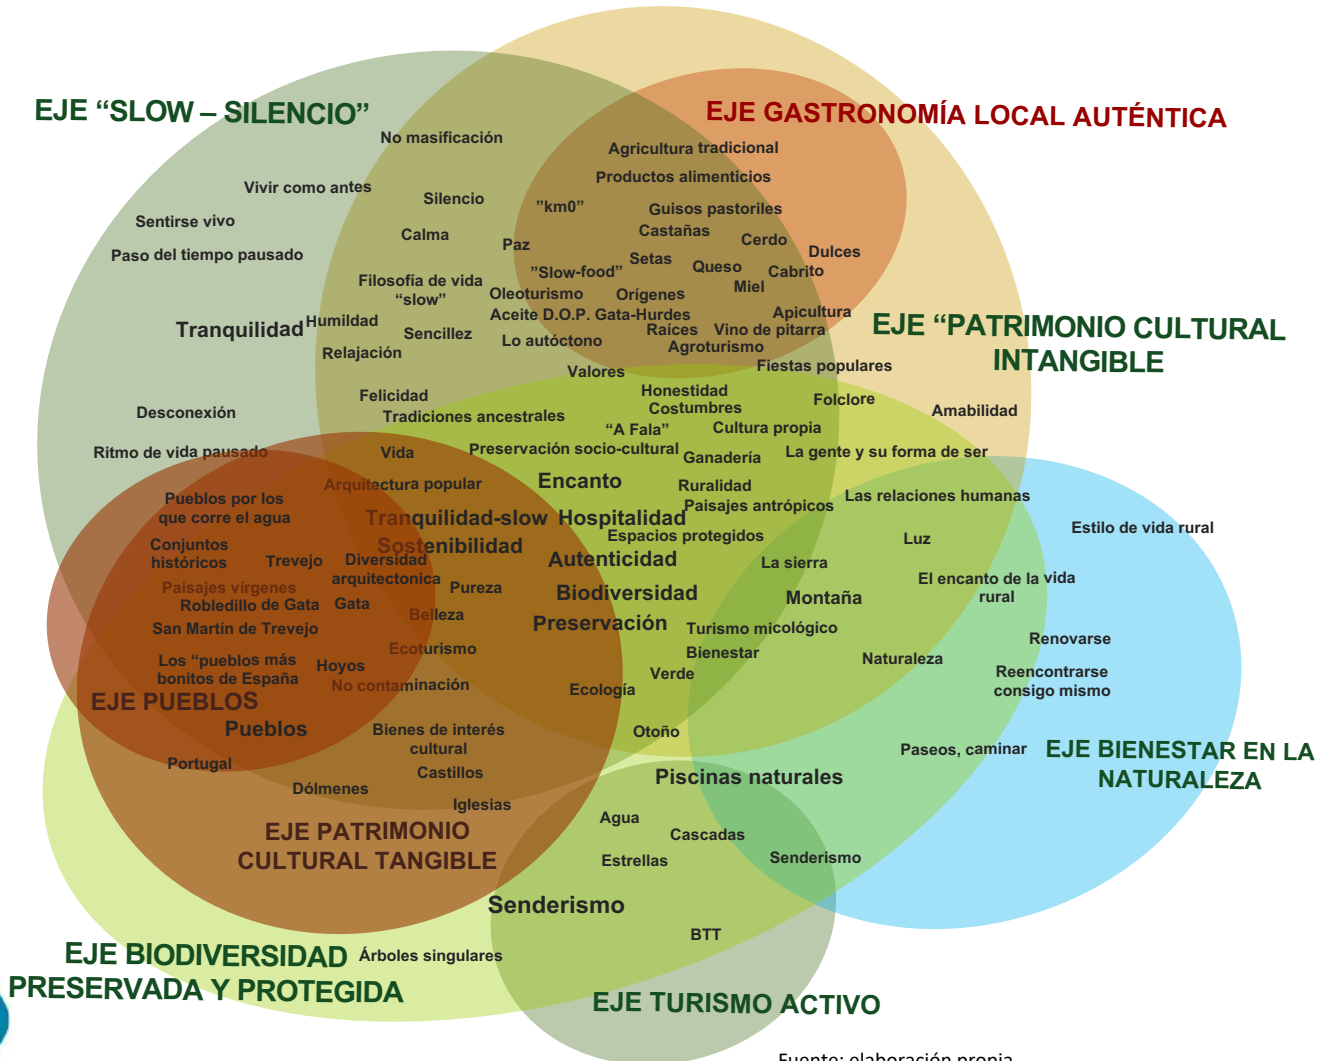 EJE “SLOW – SILENCIO”
EJE GASTRONOMÍA LOCAL AUTÉNTICA
No masificación
Agricultura tradicional
Productos alimenticios
Vivir como antes
Silencio
”km0”
Guisos pastoriles
Sentirse vivo
Castañas
Calma
Paz
Cerdo
Paso del tiempo pausado
Dulces
Setas
Queso
Cabrito
”Slow-food”
Filosofía de vida
“slow”
Miel
Oleoturismo
Orígenes
Aceite D.O.P. Gata-Hurdes
Apicultura
Tranquilidad
Humildad
Sencillez
Raíces
Vino de pitarra
EJE “PATRIMONIO CULTURAL
INTANGIBLE
Lo autóctono
Agroturismo
Relajación
Valores
Fiestas populares
Felicidad
Honestidad
Costumbres
Folclore
Amabilidad
Desconexión
Tradiciones ancestrales
“A Fala”
Cultura propia
Ritmo de vida pausado
Vida
Preservación socio-cultural
Ganadería
La gente y su forma de ser
Arquitectura popular
Encanto
Ruralidad
Pueblos por los
que corre el agua
Las relaciones humanas
Paisajes antrópicos
Tranquilidad-slow
Hospitalidad
Estilo de vida rural
Espacios protegidos
Luz
Conjuntos
históricos
Sostenibilidad
Trevejo
Diversidad
arquitectonica
Autenticidad
La sierra
El encanto de la vida
rural
Paisajes vírgenes
Pureza
Biodiversidad
Montaña
Robledillo de Gata
Gata
Belleza
San Martín de Trevejo
Preservación
Turismo micológico
Renovarse
Ecoturismo
Bienestar
Naturaleza
Los “pueblos más
bonitos de España
Hoyos
Verde
Reencontrarse
consigo mismo
No contaminación
Ecología
EJE PUEBLOS
Pueblos
Bienes de interés
cultural
Otoño
Paseos, caminar
EJE BIENESTAR EN LA
NATURALEZA
Portugal
Castillos
Piscinas naturales
Dólmenes
Iglesias
Agua
EJE PATRIMONIO
CULTURAL TANGIBLE
Cascadas
Estrellas
Senderismo
Senderismo
BTT
EJE BIODIVERSIDAD
PRESERVADA Y PROTEGIDA
Árboles singulares
EJE TURISMO ACTIVO
Fuente: elaboración propia